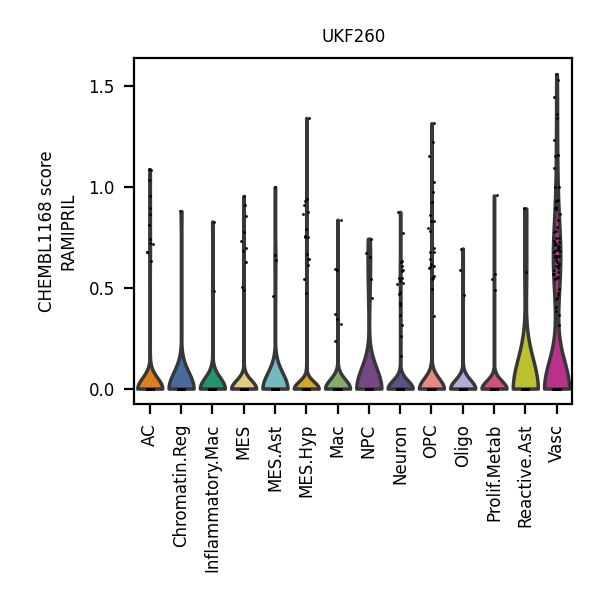 UKF260
CHEMBL1168 score
RAMIPRIL
1.5
1.0
0.5
0.0
AC
Chromatin.Reg
Inflammatory.Mac
MES
MES.Ast
MES.Hyp
Mac
NPC
Neuron
OPC
Oligo
Prolif.Metab
Reactive.Ast
Vasc